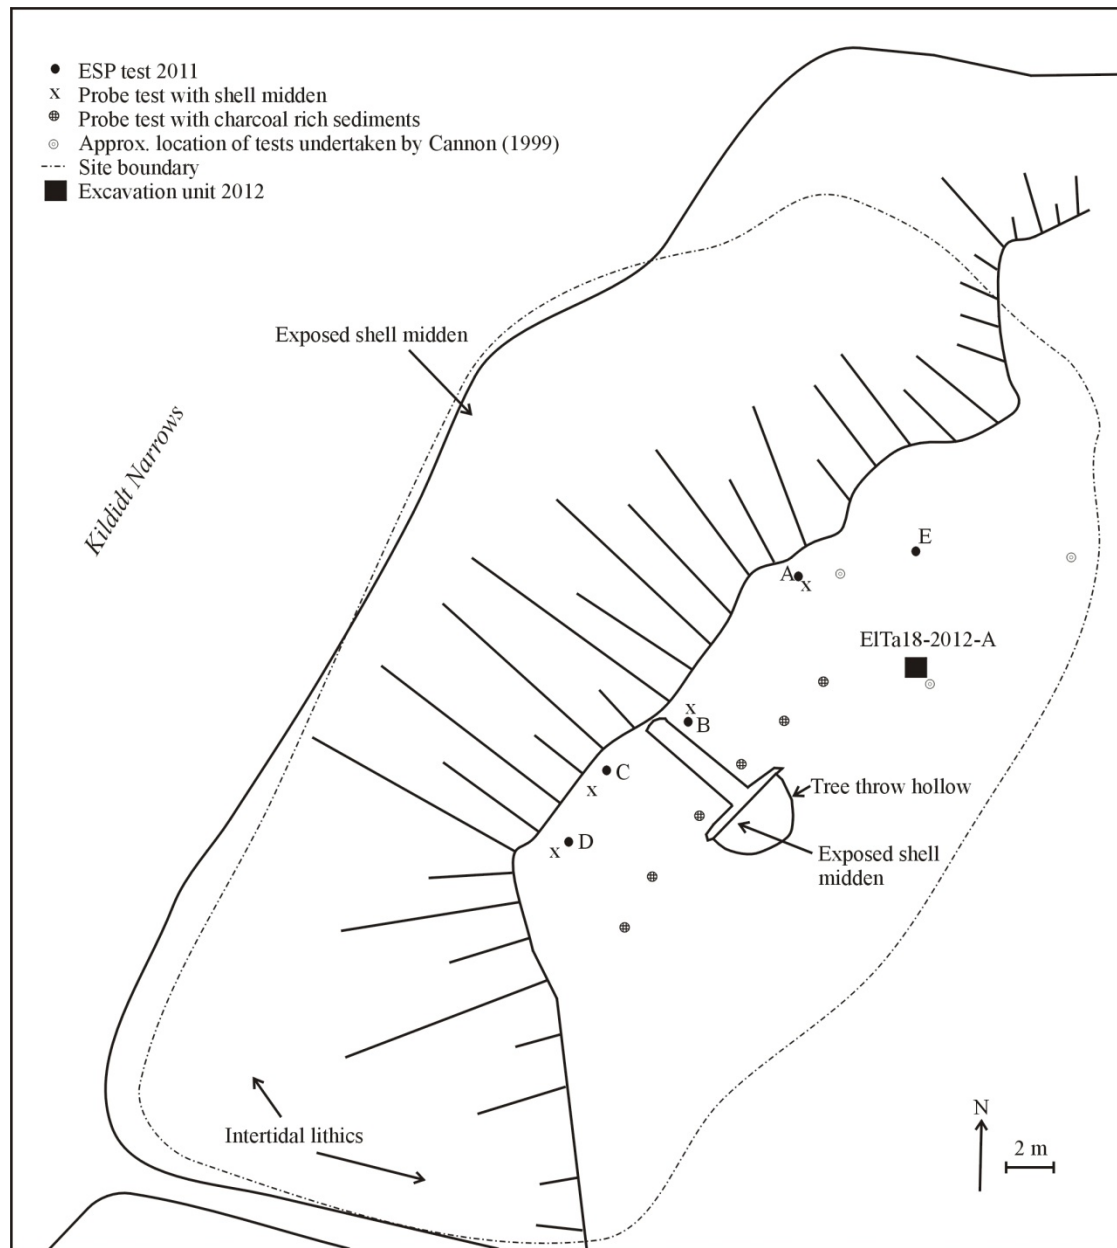 ESP test 2011
x Probe test with shell midden
Probe test with charcoal rich sediments
Approx. location of tests undertaken by Cannon (1999)
Site boundary
Excavation unit 2012
Exposed shell midden
Kildidt Narrows
E
A
x
ElTa18-2012-A
x
B
C
x
Tree throw hollow
D
x
Exposed shell
midden
N
Intertidal lithics
2 m